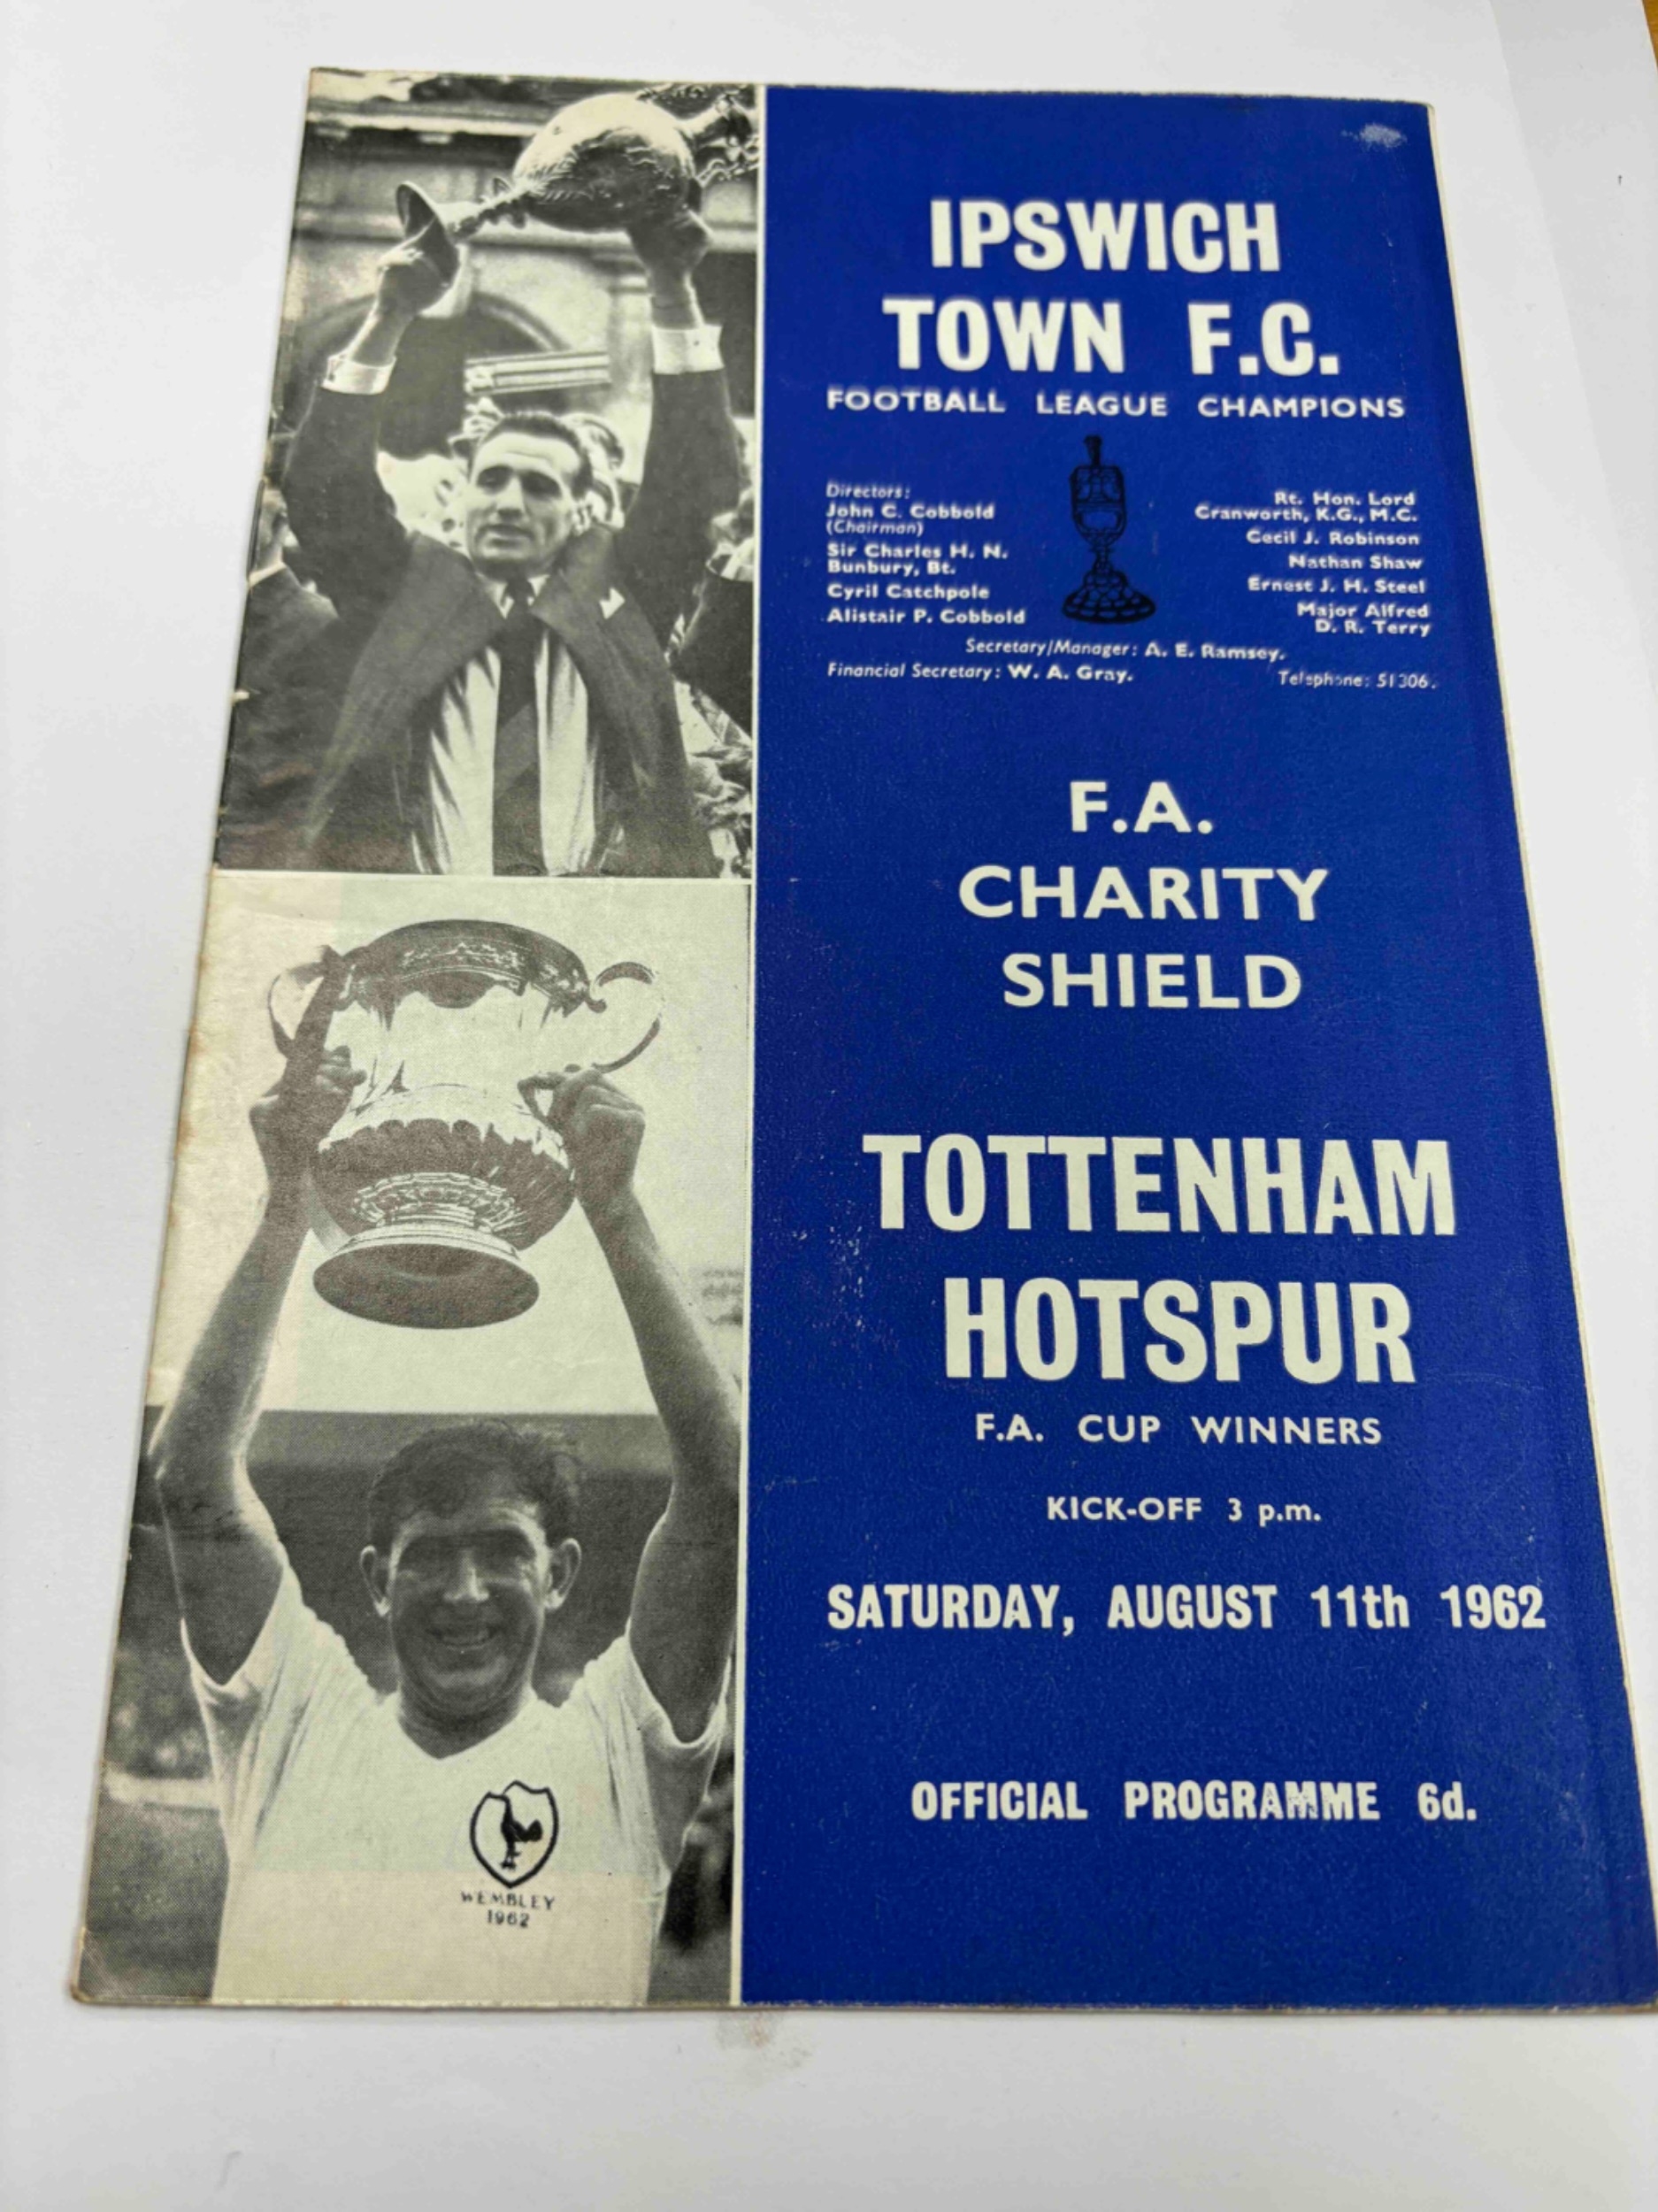 IPSWICH
TOWN F.C.
FOOTBALL LEAGUE CHAMPIONS
Directors:
John C. Cobbold
(Chairman)
Sir Charles H. N.
Bunbury, Bt.
Cyril Catchpole
Alistair P. Cobbold
Rt. Hon. Lord
Cranworth, K.G., M.C.
Cecil J. Robinson
Nathan Shaw
Ernest J. H. Steel
Major Alfred
D. R. Terry
Secretary/Manager: A. E. Ramsey.
Financial Secretary: W. A. Gray.
Telephone: 51306.
F.A.
CHARITY
SHIELD
TOTTENHAM
HOTSPUR
F.A. CUP WINNERS
KICK-OFF 3 p.m.
SATURDAY, AUGUST 11th 1962
OFFICIAL PROGRAMME 6d.
WEMBLEY
1962